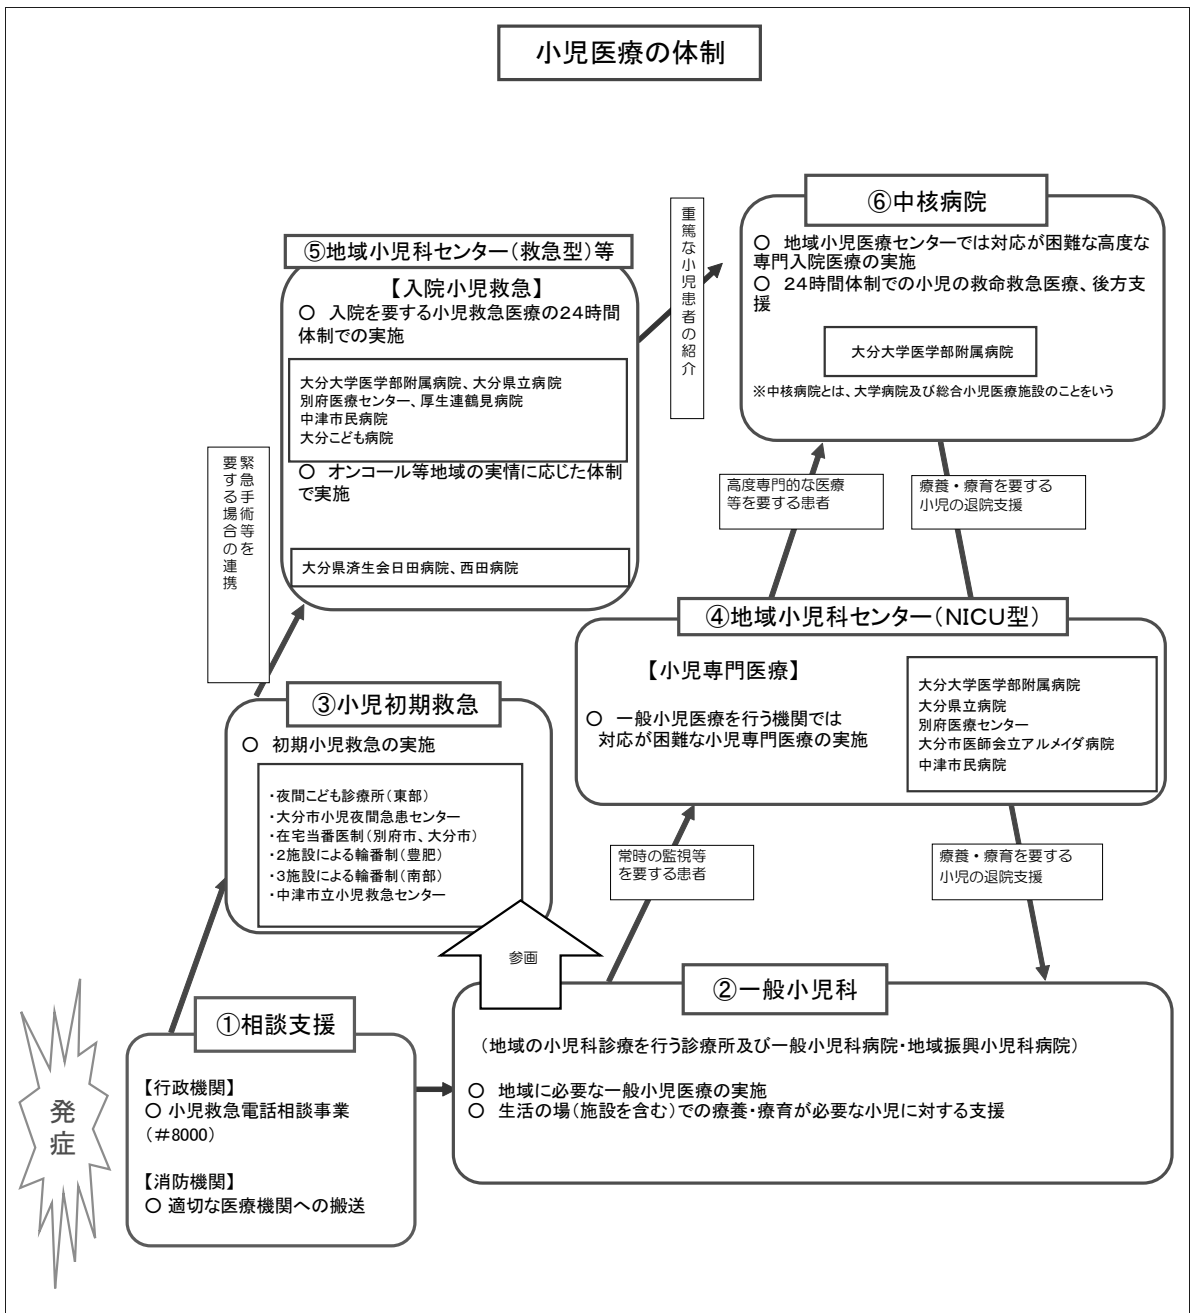 小児医療の体制
⑥中核病院
○　地域小児医療センターでは対応が困難な高度な
専門入院医療の実施
○　24時間体制での小児の救命救急医療、後方支
援
大分大学医学部附属病院
※中核病院とは、大学病院及び総合小児医療施設のことをいう
重篤な小児患者の紹介
⑤地域小児科センター(救急型)等
【入院小児救急】
○　入院を要する小児救急医療の24時間
体制での実施
大分大学医学部附属病院、大分県立病院
別府医療センター、厚生連鶴見病院
中津市民病院
大分こども病院
○　オンコール等地域の実情に応じた体制
で実施
大分県済生会日田病院、西田病院
緊急手術等を
要する場合の連携
高度専門的な医療
等を要する患者
療養・療育を要する
小児の退院支援
④地域小児科センター(NICU型)
【小児専門医療】
○　一般小児医療を行う機関では
対応が困難な小児専門医療の実施
大分大学医学部附属病院
大分県立病院
別府医療センター
大分市医師会立アルメイダ病院
中津市民病院
③小児初期救急
○　初期小児救急の実施
・夜間こども診療所(東部)
・大分市小児夜間急患センター
・在宅当番医制(別府市、大分市)
・2施設による輪番制(豊肥)
・3施設による輪番制(南部)
・中津市立小児救急センター
常時の監視等
を要する患者
療養・療育を要する
小児の退院支援
参画
②一般小児科
(地域の小児科診療を行う診療所及び一般小児科病院・地域振興小児科病院)
○　地域に必要な一般小児医療の実施
○　生活の場(施設を含む)での療養・療育が必要な小児に対する支援
①相談支援
【行政機関】
○ 小児救急電話相談事業
(#8000)
【消防機関】
○ 適切な医療機関への搬送
発症